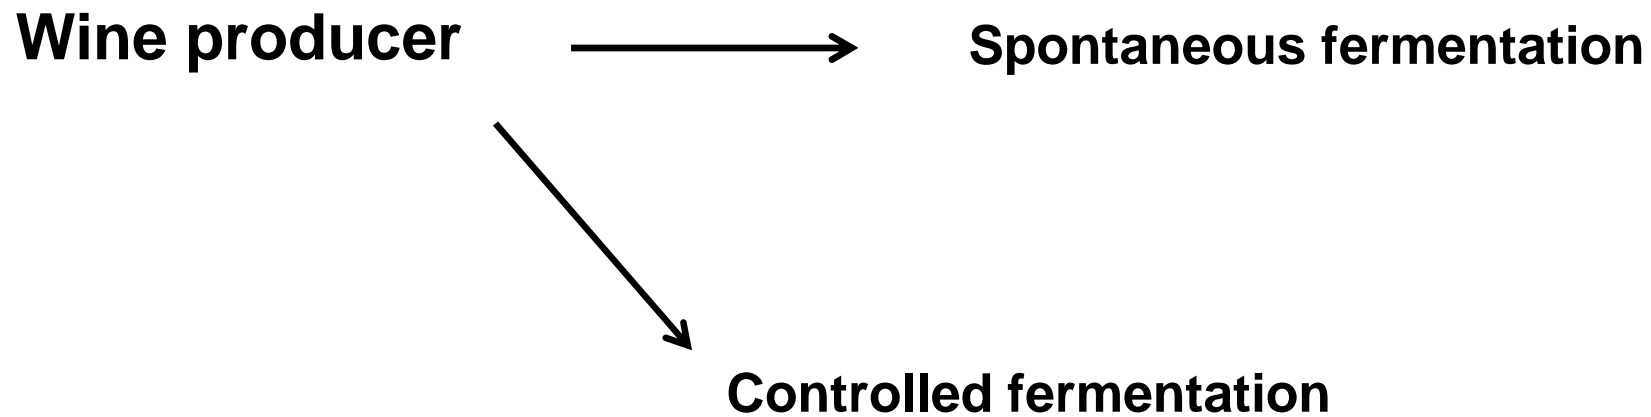 Wine producer
Spontaneous fermentation
Controlled fermentation